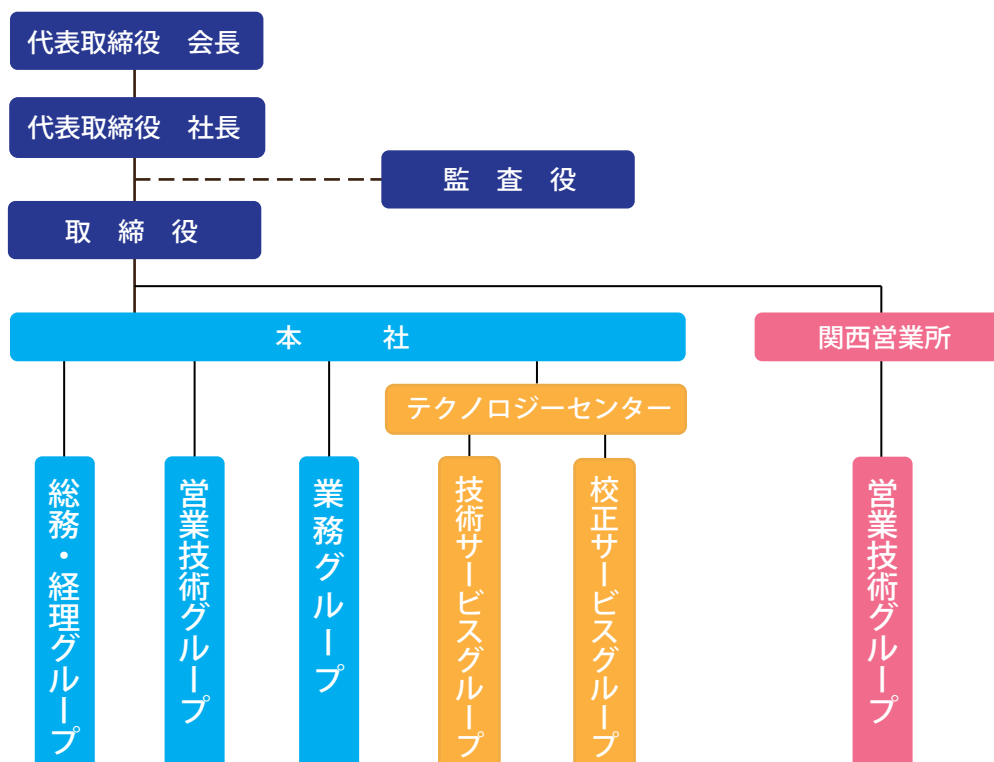 代表取締役　会長
代表取締役　社長
監　査　役
取　締　役
本　　社
関西営業所
テクノロジーセンター
総務・経理グループ
営業技術グループ
業務グループ
技術サービスグループ
校正サービスグループ
営業技術グループ